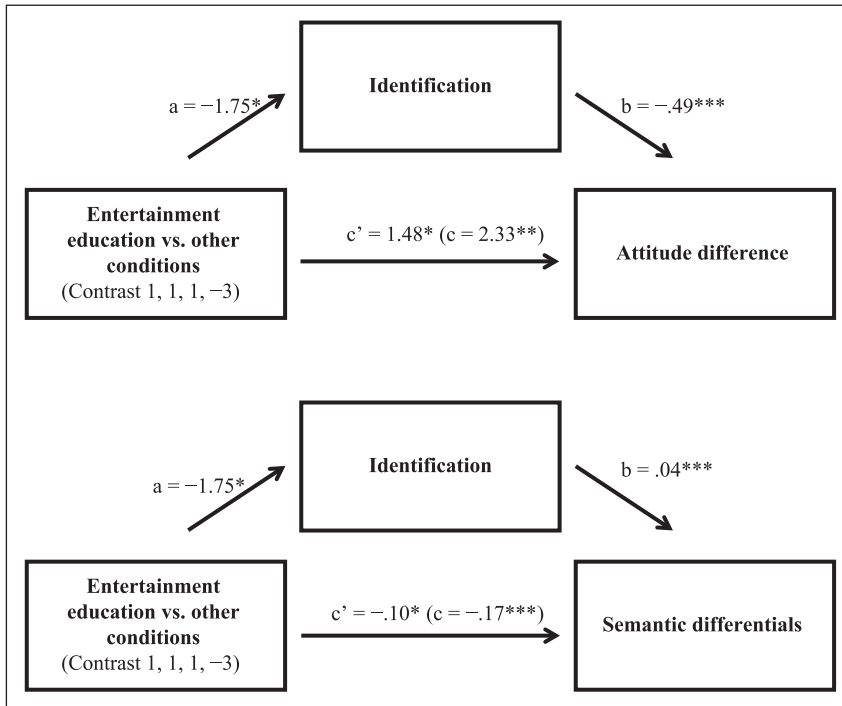 Identification
a = −1.75*
b = −.49***
Entertainment
education vs. other
conditions
(Contrast 1, 1, 1, −3)
c’ = 1.48* (c = 2.33**)
Attitude difference
Identification
a = −1.75*
b = .04***
Entertainment
education vs. other
conditions
(Contrast 1, 1, 1, −3)
c’ = −.10* (c = −.17***)
Semantic differentials